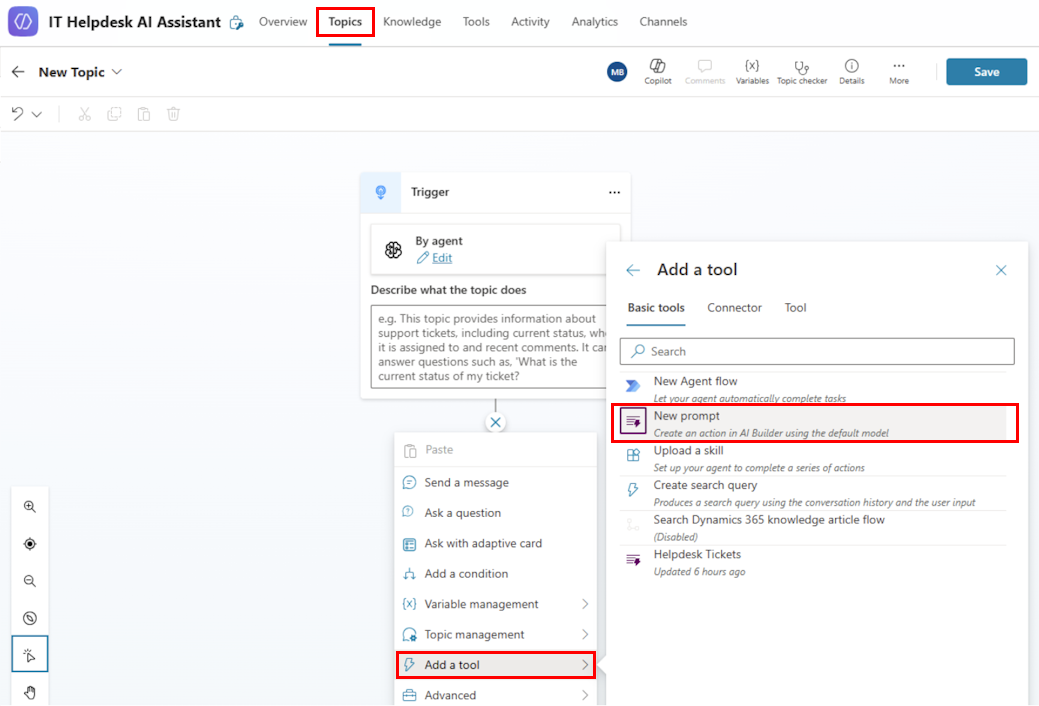 IT Helpdesk AI Assistant
Overview
Topics
Knowledge
Tools
Activity
Analytics
Channels
New Topic
MB
Copilot
Comments
{x}
Variables
Topic checker
Details
More
Save
Trigger
By agent
Edit
Describe what the topic does
e.g. This topic provides information about
support tickets, including current status, who
it is assigned to and recent comments. It can
answer questions such as, 'What is the
current status of my ticket?
Paste
Send a message
Ask a question
Ask with adaptive card
Add a condition
{x} Variable management
Topic management
Add a tool
Advanced
Add a tool
Basic tools
Connector
Tool
Search
New Agent flow
Let your agent automatically complete tasks
New prompt
Create an action in AI Builder using the default model
Upload a skill
Set up your agent to complete a series of actions
Create search query
Produces a search query using the conversation history and the user input
Search Dynamics 365 knowledge article flow
(Disabled)
Helpdesk Tickets
Updated 6 hours ago